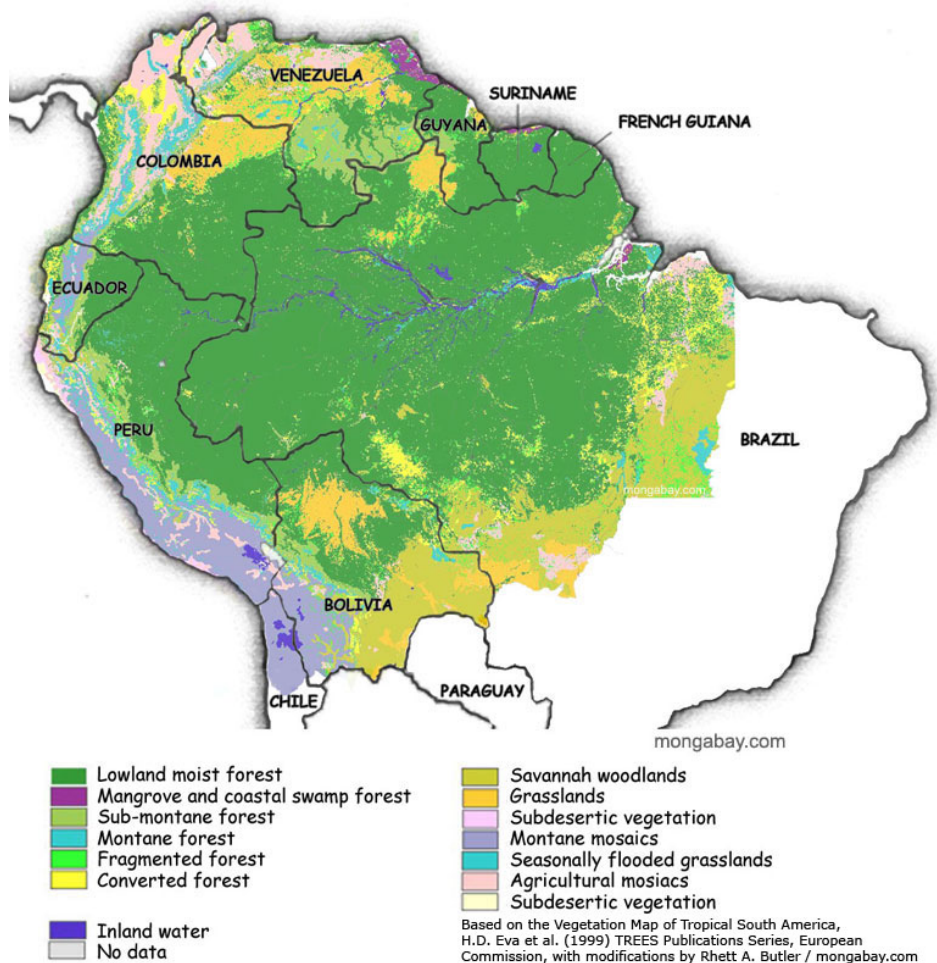 VENEZUELA
SURINAME
GUYANA
FRENCH GUIANA
COLOMBIA
ECUADOR
PERU
BRAZIL
mongabay.com
BOLIVIA
PARAGUAY
CHILE
mongabay.com
Lowland moist forest
Mangrove and coastal swamp forest
Sub-montane forest
Montane forest
Fragmented forest
Converted forest
Inland water
No data
Savannah woodlands
Grasslands
Subdesertic vegetation
Montane mosaics
Seasonally flooded grasslands
Agricultural mosiacs
Subdesertic vegetation
Based on the Vegetation Map of Tropical South America,
H.D. Eva et al. (1999) TREES Publications Series, European
Commission, with modifications by Rhett A. Butler / mongabay.com